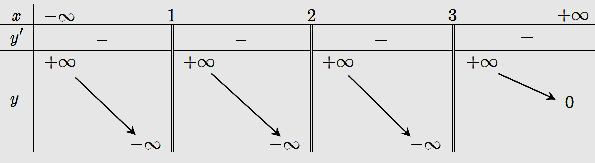 x −∞ 1 2 3 +∞
y′ − − − −
+∞ +∞ +∞ +∞
y 0
−∞ −∞ −∞